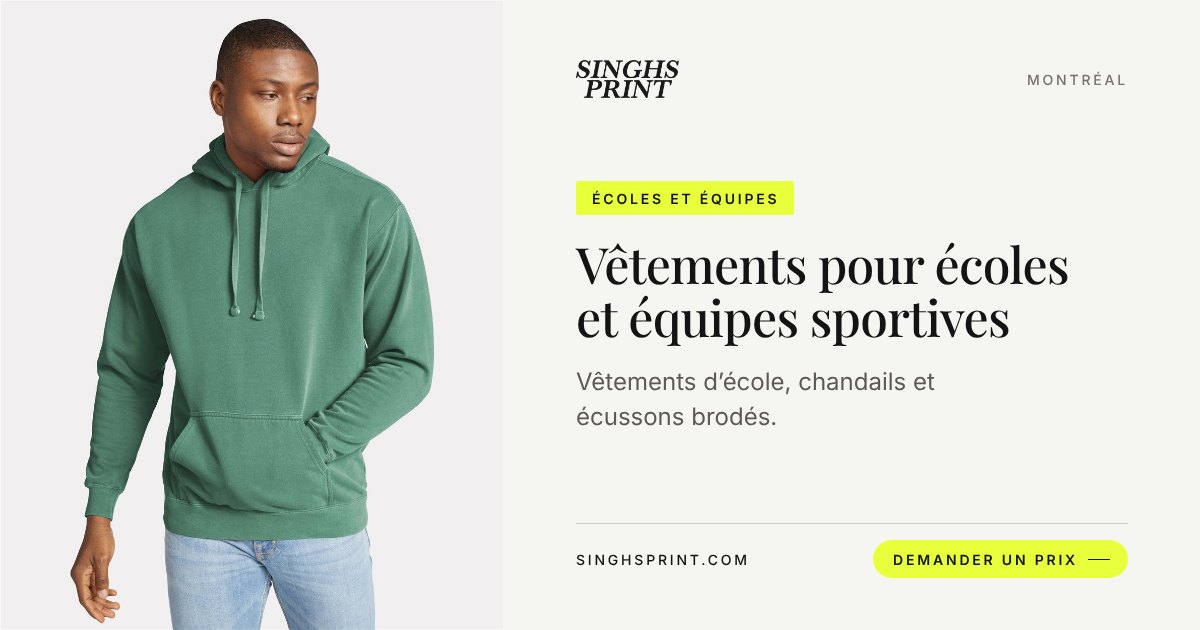 SINGHS
PRINT
MONTRÉAL
ÉCOLES ET ÉQUIPES
Vêtements pour écoles
et équipes sportives
Vêtements d’école, chandails et
écussons brodés.
SINGHSPRINT.COM
DEMANDER UN PRIX —